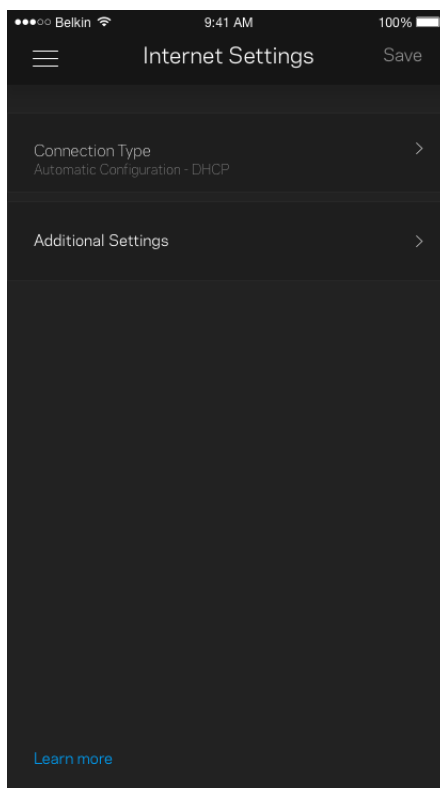 Belkin 9:41 AM 100%
Internet Settings Save
Connection Type
Automatic Configuration - DHCP
Additional Settings
Learn more